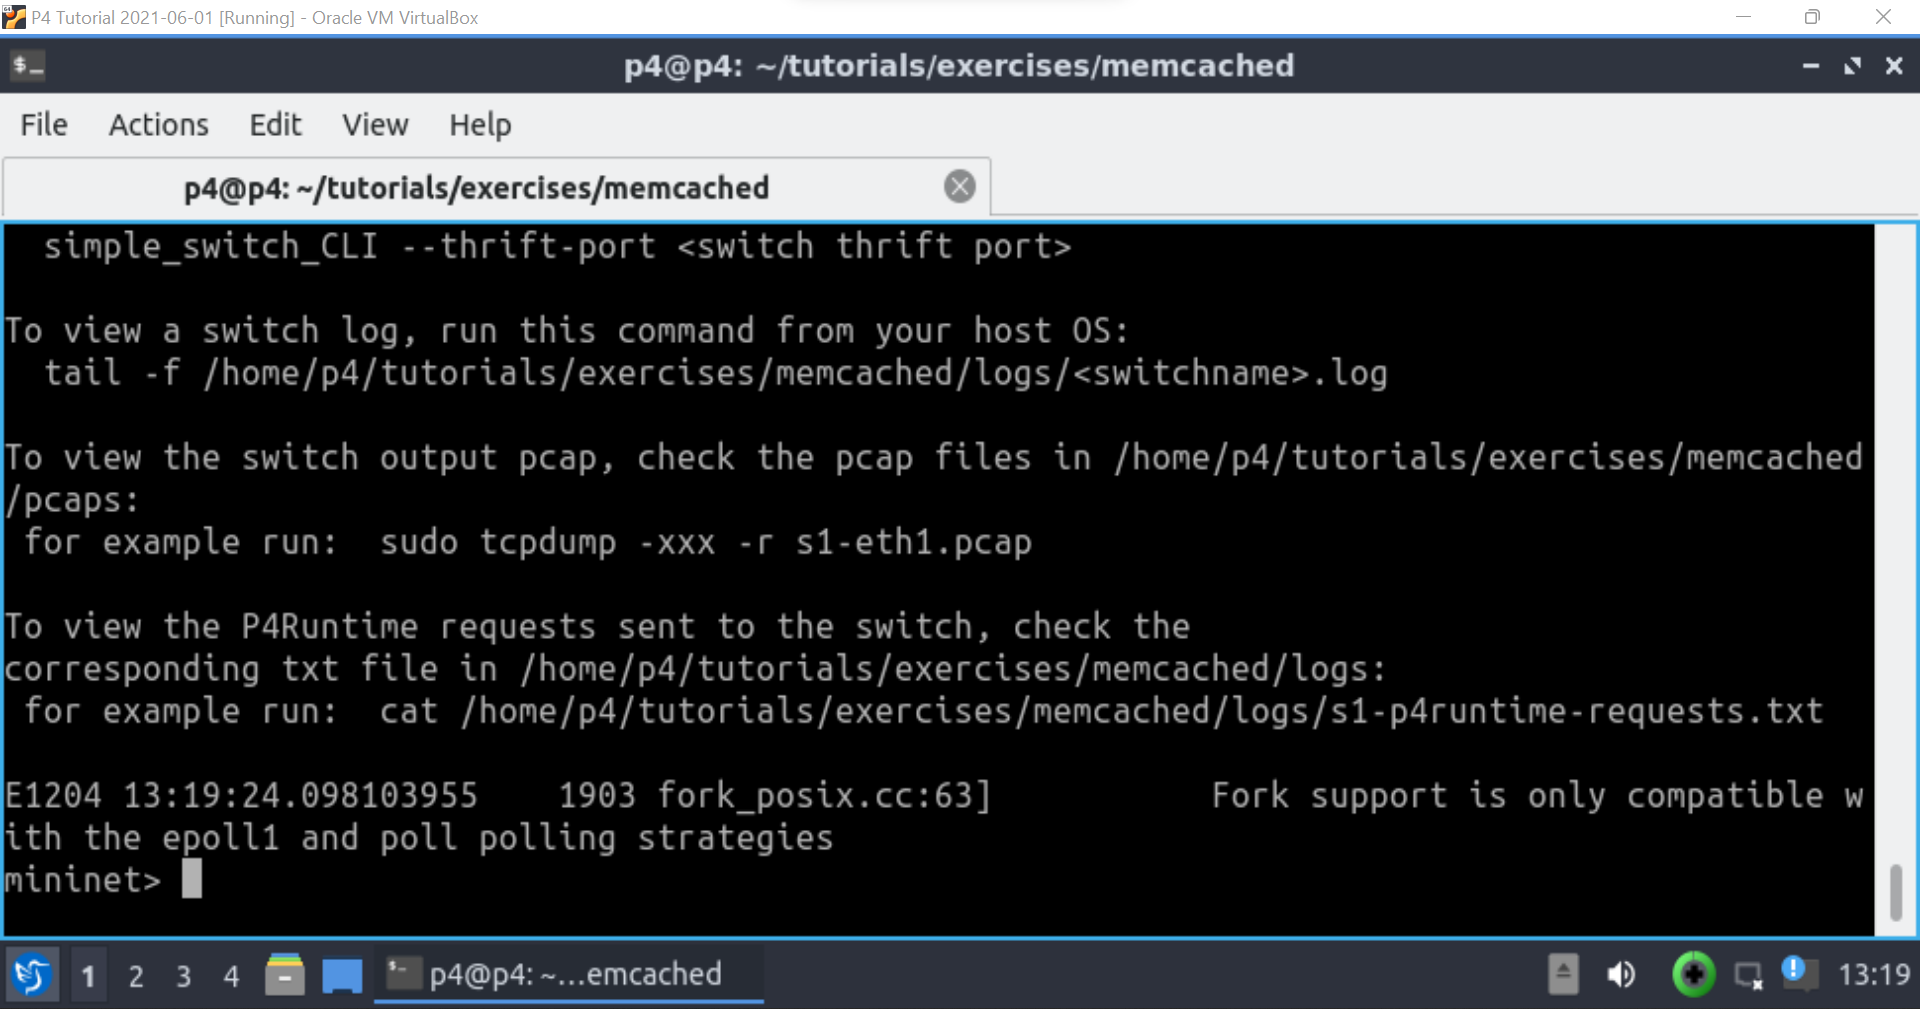 P4 Tutorial 2021-06-01 [Running] - Oracle VM VirtualBox
$ _
p4@p4: ~/tutorials/exercises/memcached
File Actions Edit View Help
p4@p4: ~/tutorials/exercises/memcached
simple_switch_CLI --thrift-port <switch thrift port>
To view a switch log, run this command from your host OS:
tail -f /home/p4/tutorials/exercises/memcached/logs/<switchname>.log
To view the switch output pcap, check the pcap files in /home/p4/tutorials/exercises/memcached
/pcaps:
for example run:  sudo tcpdump -xxx -r s1-eth1.pcap
To view the P4Runtime requests sent to the switch, check the
corresponding txt file in /home/p4/tutorials/exercises/memcached/logs:
for example run:  cat /home/p4/tutorials/exercises/memcached/logs/s1-p4runtime-requests.txt
E1204 13:19:24.098103955    1903 fork_posix.cc:63]           Fork support is only compatible w
ith the epoll1 and poll polling strategies
mininet>
1 2 3 4 p4@p4: ~...emcached 13:19